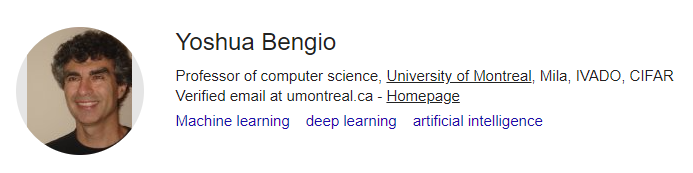 Yoshua Bengio
Professor of computer science, University of Montreal, Mila, IVADO, CIFAR
Verified email at umontreal.ca - Homepage
Machine learning deep learning artificial intelligence